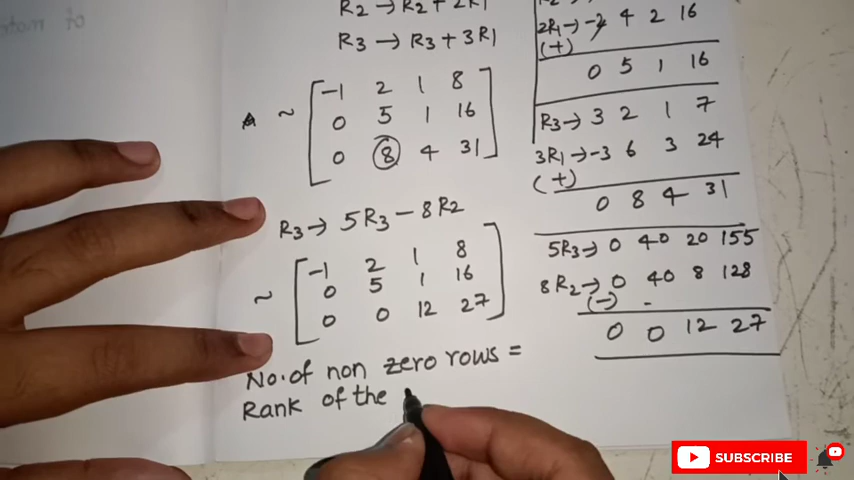 R2 → R2 + 2R1
R3 → R3 + 3R1
A ~ [ -1 2 1 8
0 5 1 16
0 8 4 31 ]
R3 → 5R3 - 8R2
~ [ -1 2 1 8
0 5 1 16
0 0 12 27 ]
No. of non zero rows =
Rank of the
2R1 → -2 4 2 16
(+)
0 5 1 16
R3 → 3 2 1 7
3R1 → -3 6 3 24
(+)
0 8 4 31
5R3 → 0 40 20 155
8R2 → 0 40 8 128
(-) -
0 0 12 27
SUBSCRIBE